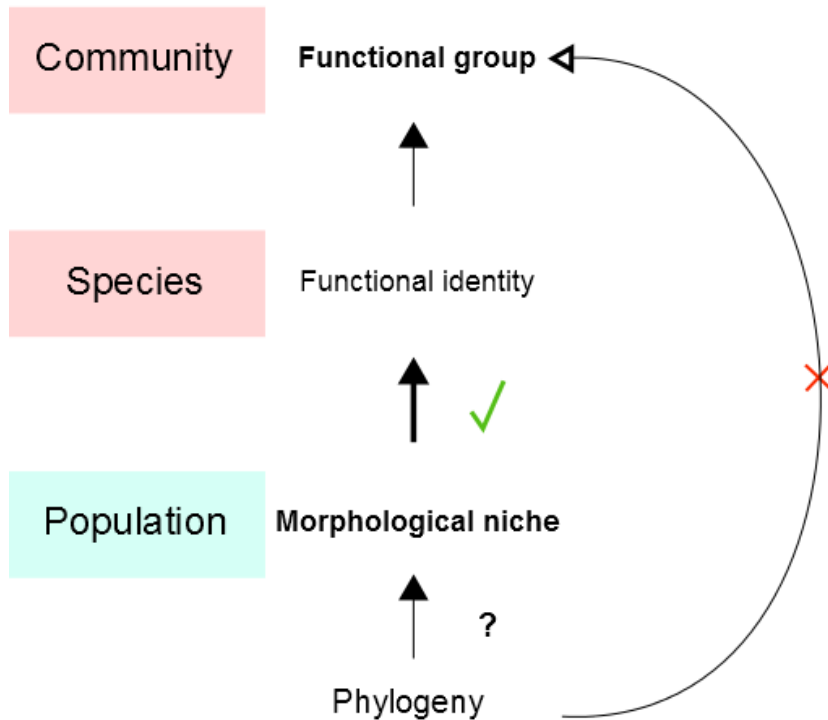 Community
Functional group
Species
Functional identity
Population
Morphological niche
?
Phylogeny